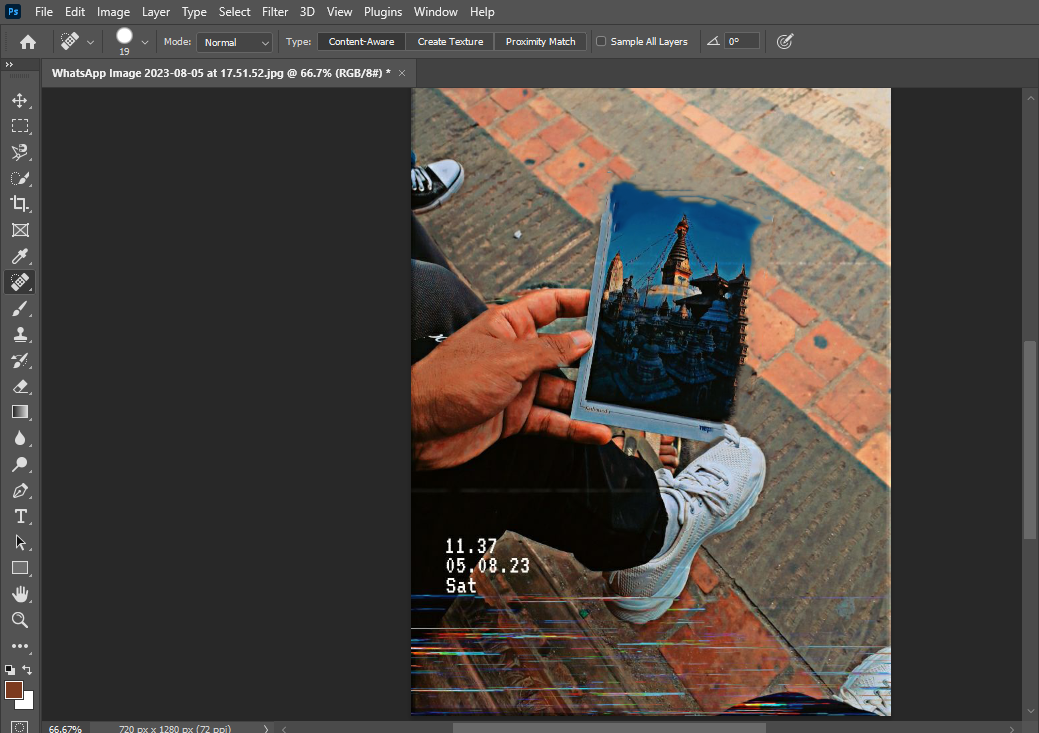 Ps File Edit Image Layer Type Select Filter 3D View Plugins Window Help
19 Mode: Normal Type: Content-Aware Create Texture Proximity Match Sample All Layers 0°
WhatsApp Image 2023-08-05 at 17.51.52.jpg @ 66.7% (RGB/8#) * ×
11.37
05.08.23
Sat
66.67% 720 px x 1280 px (72 ppi)